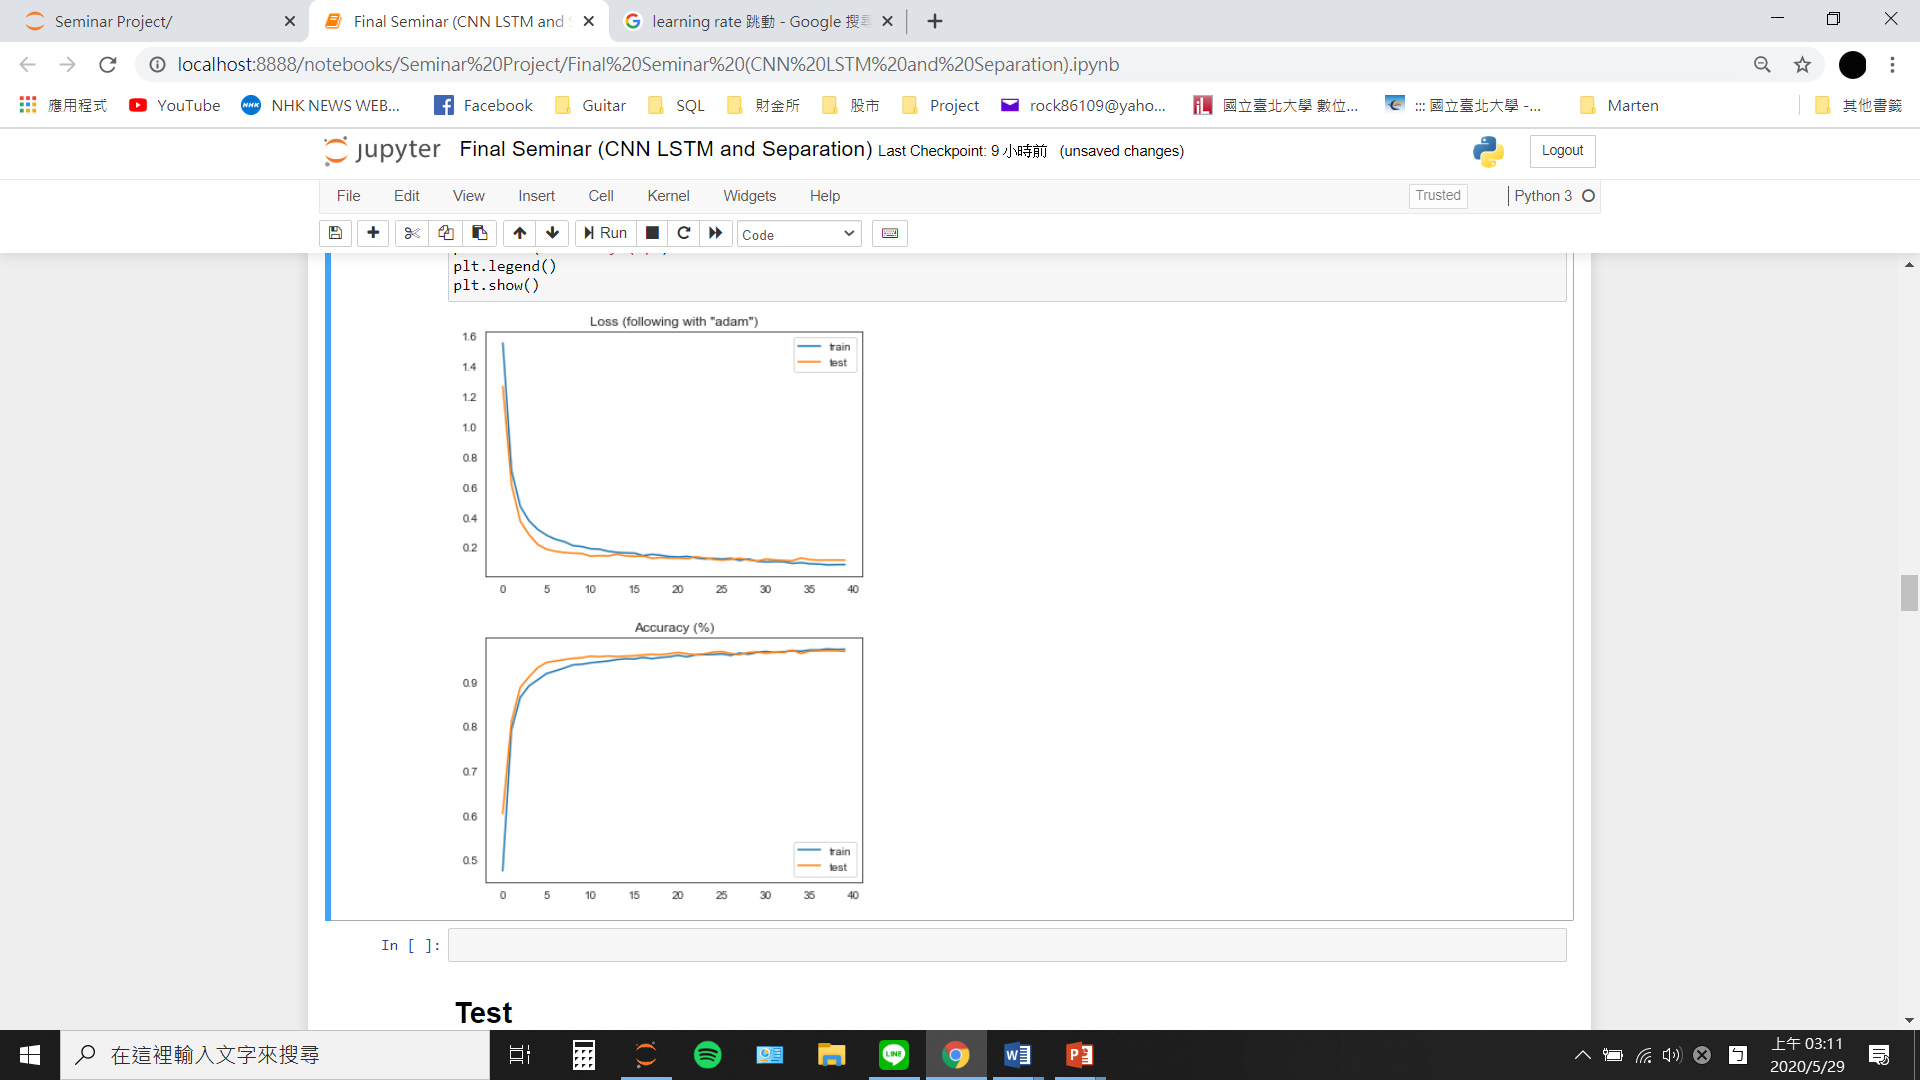 Seminar Project/
Final Seminar (CNN LSTM and S
learning rate 跳動 - Google 搜尋
localhost:8888/notebooks/Seminar%20Project/Final%20Seminar%20(CNN%20LSTM%20and%20Separation).ipynb
應用程式 YouTube NHK NEWS WEB... Facebook Guitar SQL 財金所 股市 Project rock86109@yaho... 國立臺北大學 數位... ::: 國立臺北大學 -... Marten 其他書籤
jupyter Final Seminar (CNN LSTM and Separation) Last Checkpoint: 9 小時前 (unsaved changes) Logout
File Edit View Insert Cell Kernel Widgets Help Trusted Python 3
Run Code
plt.legend()
plt.show()
Loss (following with "adam")
train
test
1.6
1.4
1.2
1.0
0.8
0.6
0.4
0.2
0 5 10 15 20 25 30 35 40
Accuracy (%)
0.9
0.8
0.7
0.6
0.5
train
test
0 5 10 15 20 25 30 35 40
In [ ]:
Test
在這裡輸入文字來搜尋
上午 03:11
2020/5/29